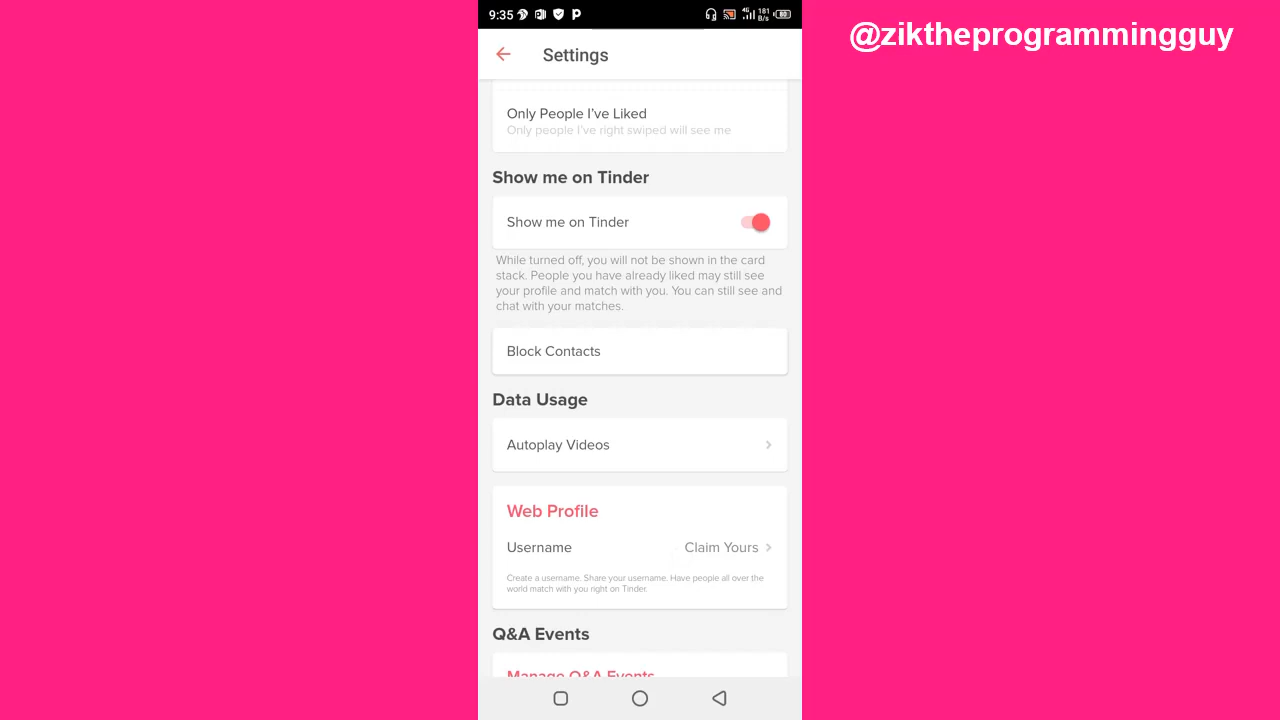 @ziktheprogrammingguy
9:35
4G 181 B/s 80
Settings
Only People I’ve Liked
Only people I’ve right swiped will see me
Show me on Tinder
Show me on Tinder
While turned off, you will not be shown in the card
stack. People you have already liked may still see
your profile and match with you. You can still see and
chat with your matches.
Block Contacts
Data Usage
Autoplay Videos
Web Profile
Username Claim Yours
Create a username. Share your username. Have people all over the
world match with you right on Tinder.
Q&A Events
Manage Q&A Events